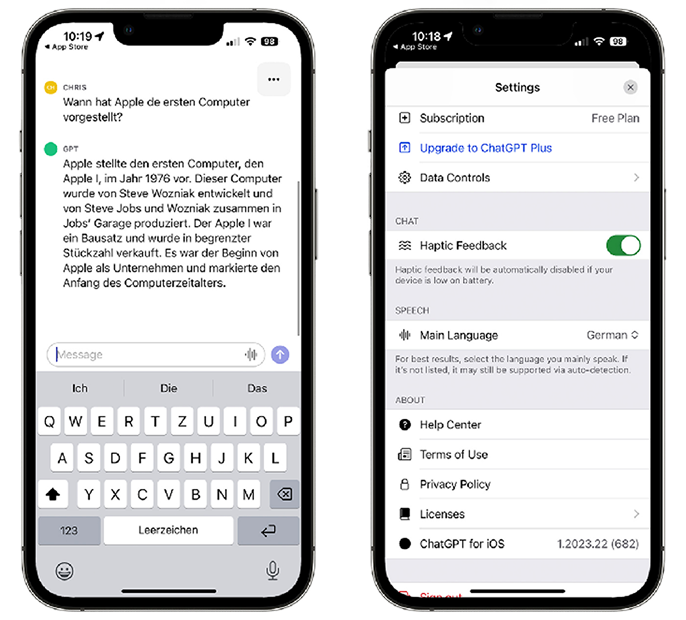 10:19
98
App Store
...
CH CHRIS
Wann hat Apple de ersten Computer
vorgestellt?
GPT
Apple stellte den ersten Computer, den
Apple I, im Jahr 1976 vor. Dieser Computer
wurde von Steve Wozniak entwickelt und
von Steve Jobs und Wozniak zusammen in
Jobs‘ Garage produziert. Der Apple I war
ein Bausatz und wurde in begrenzter
Stückzahl verkauft. Es war der Beginn von
Apple als Unternehmen und markierte den
Anfang des Computerzeitalters.
Message
Ich Die Das
Q W E R T Z U I O P
A S D F G H J K L
Y X C V B N M
123 Leerzeichen
10:18
98
App Store
Settings
Subscription Free Plan
Upgrade to ChatGPT Plus
Data Controls
CHAT
Haptic Feedback
Haptic feedback will be automatically disabled if your
device is low on battery.
SPEECH
Main Language German
For best results, select the language you mainly speak. If
it's not listed, it may still be supported via auto-detection.
ABOUT
Help Center
Terms of Use
Privacy Policy
Licenses
ChatGPT for iOS 1.2023.22 (682)
Sign out